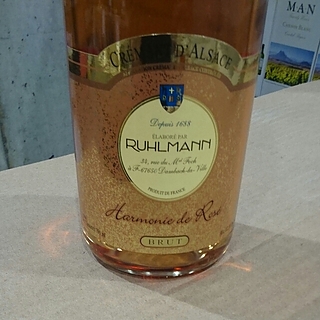 CRÉMANT D'ALSACE
Depuis 1688
ÉLABORÉ PAR
RUHLMANN
34, rue du Mal Foch
à F. 67650 Dambach-la-Ville
PRODUIT DE FRANCE
Harmonie de Rosé
BRUT
MAN